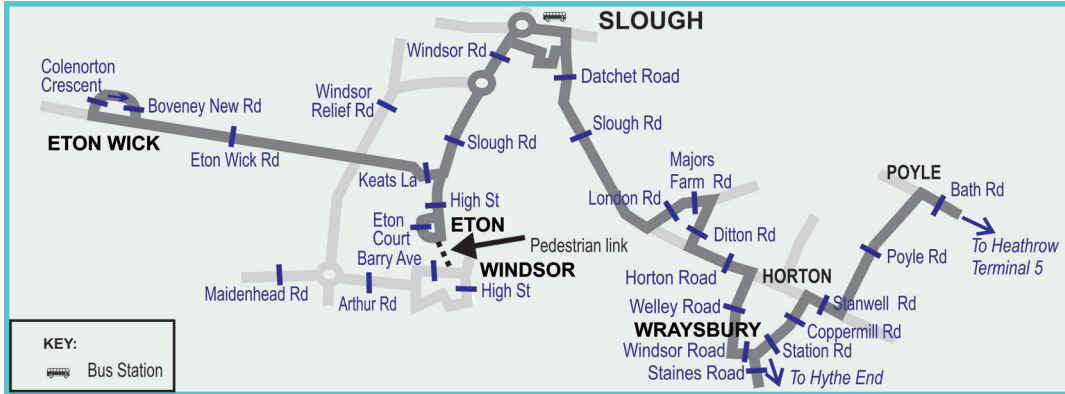 SLOUGH
Windsor Rd
Colenorton
Crescent
Datchet Road
Boveney New Rd
Windsor
Relief Rd
Slough Rd
ETON WICK
Slough Rd
Eton Wick Rd
Majors
Farm Rd
POYLE
Keats La
Bath Rd
High St
London Rd
Eton
Court
ETON
Pedestrian link
Ditton Rd
To Heathrow
Terminal 5
Poyle Rd
Barry Ave
WINDSOR
Horton Road
HORTON
Maidenhead Rd
Arthur Rd
High St
Welley Road
Stanwell Rd
WRAYSBURY
Coppermill Rd
KEY:
Windsor Road
Station Rd
Bus Station
Staines Road
To Hythe End